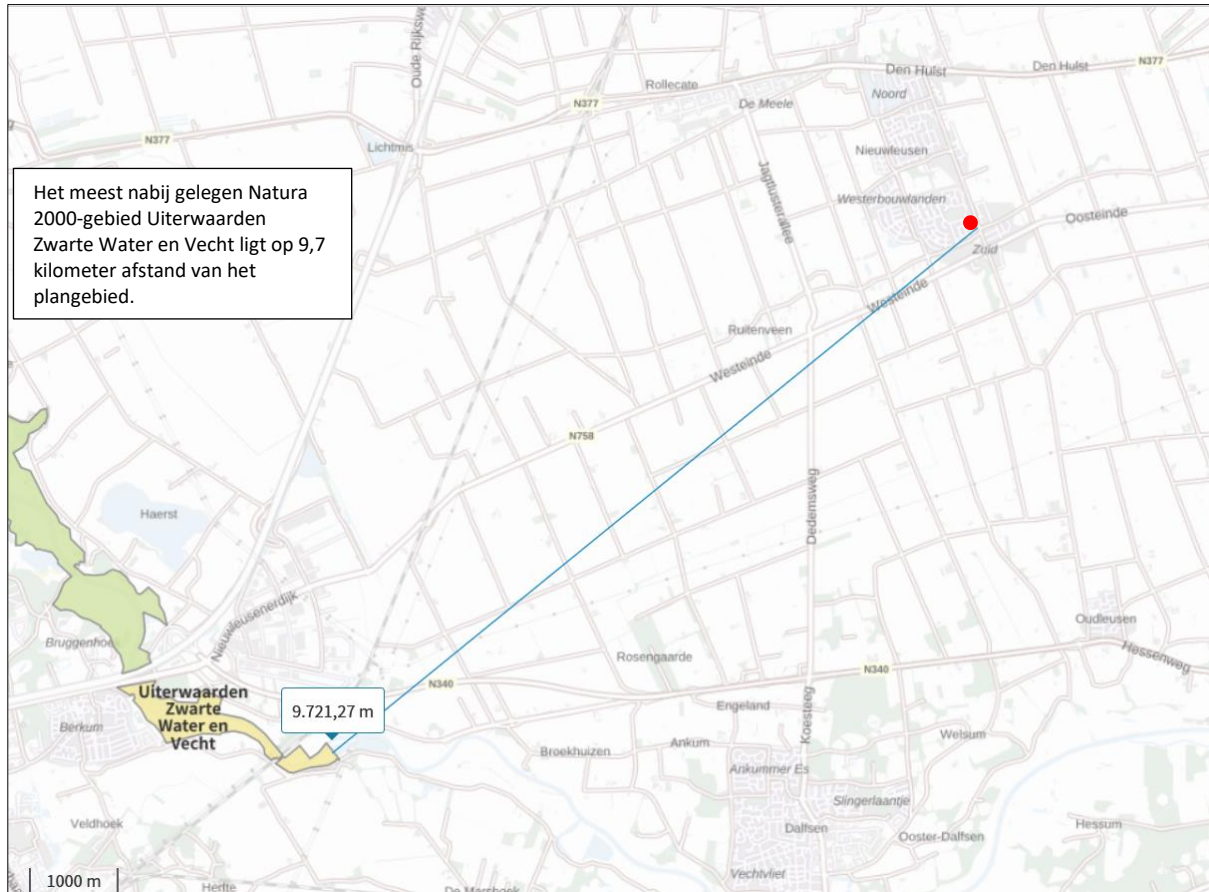 Oude Rijkswe
Den Hulst
Den Hulst
N377
Rollecate
De Meele
Noord
N377
N377
Lichtmis
Nieuwleusen
Jagtlusterallee
Westerbouwlanden
Het meest nabij gelegen Natura
2000-gebied Uiterwaarden
Zwarte Water en Vecht ligt op 9,7
kilometer afstand van het
plangebied.
Oosteinde
Zuid
Westeinde
Ruitenveen
Westeinde
N758
Haerst
Dedemsweg
Nieuwleusenerdijk
Bruggenhoek
Oudleusen
Hessenweg
Rosengaarde
N340
N340
Uiterwaarden
Zwarte
Water en
Vecht
9.721,27 m
Berkum
Engeland
Koesteeg
Broekhuizen
Ankum
Welsum
Ankummer Es
Slingerlaantje
Veldhoek
Dalfsen
Ooster-Dalfsen
Hessum
Vechtvliet
1000 m
Herfte
De Marshoek